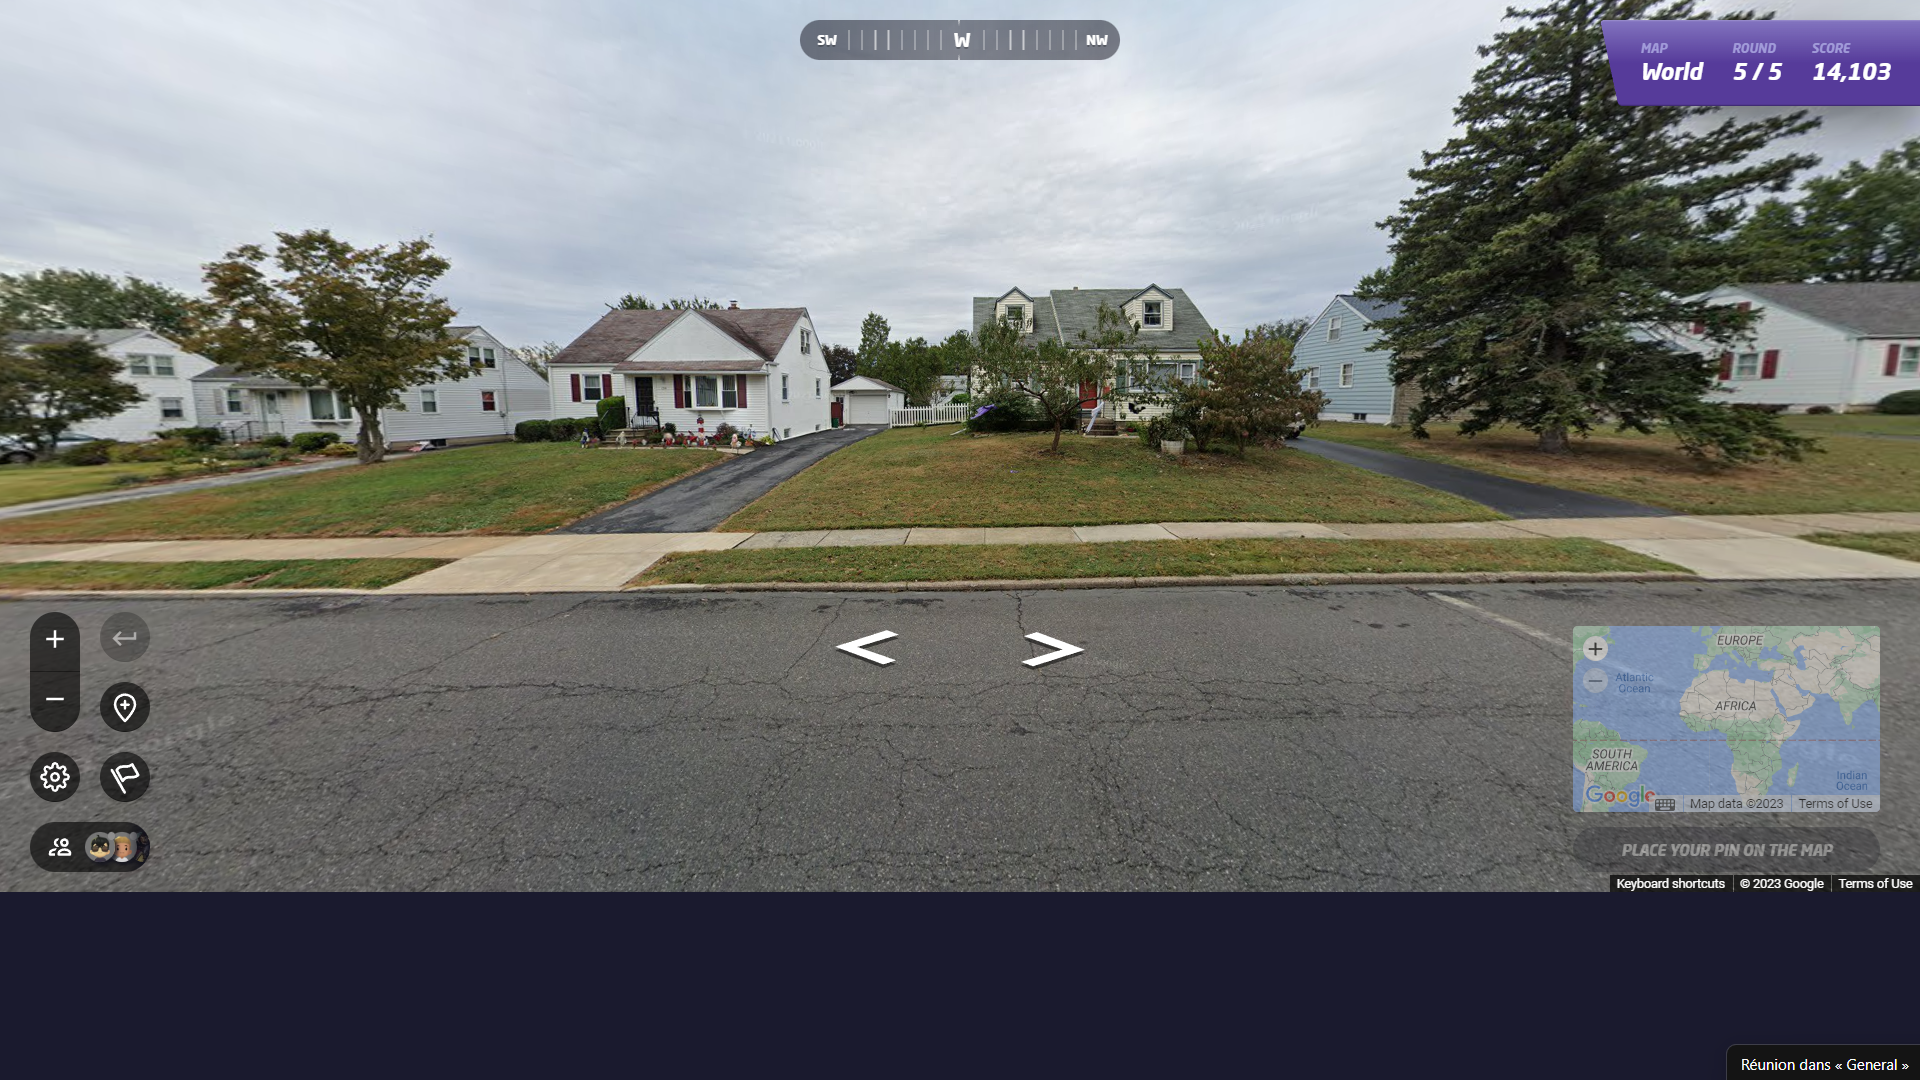 SW W NW
MAP ROUND SCORE
World 5 / 5 14,103
EUROPE
Atlantic
Ocean
AFRICA
SOUTH
AMERICA
Indian
Ocean
Google
Map data ©2023 Terms of Use
PLACE YOUR PIN ON THE MAP
Keyboard shortcuts © 2023 Google Terms of Use
Réunion dans « General »